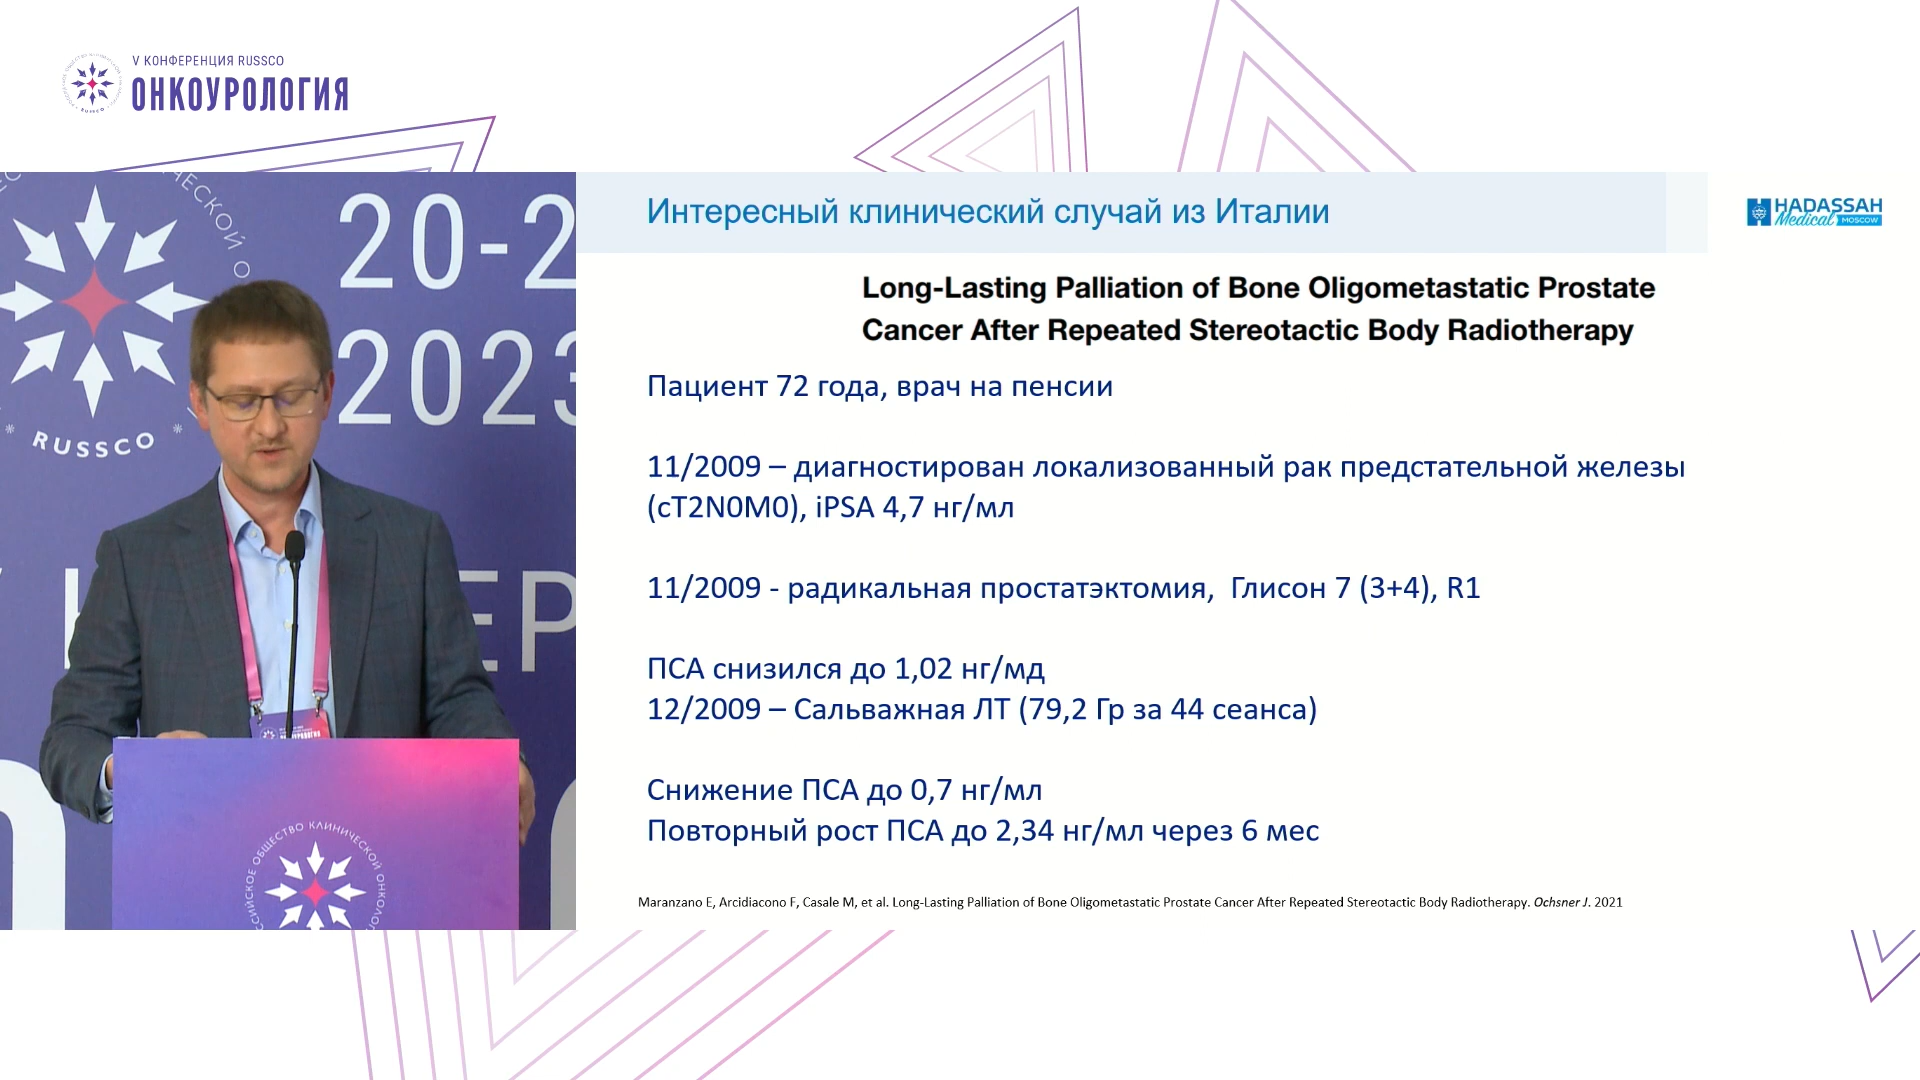 V КОНФЕРЕНЦИЯ RUSSCO
ОНКОУРОЛОГИЯ
20-2
2023
RUSSCO
Интересный клинический случай из Италии
HADASSAH
Medical MOSCOW
Long-Lasting Palliation of Bone Oligometastatic Prostate
Cancer After Repeated Stereotactic Body Radiotherapy
Пациент 72 года, врач на пенсии
11/2009 – диагностирован локализованный рак предстательной железы
(cT2N0M0), iPSA 4,7 нг/мл
11/2009 - радикальная простатэктомия, Глисон 7 (3+4), R1
ПСА снизился до 1,02 нг/мд
12/2009 – Сальважная ЛТ (79,2 Гр за 44 сеанса)
Снижение ПСА до 0,7 нг/мл
Повторный рост ПСА до 2,34 нг/мл через 6 мес
Maranzano E, Arcidiacono F, Casale M, et al. Long-Lasting Palliation of Bone Oligometastatic Prostate Cancer After Repeated Stereotactic Body Radiotherapy. Ochsner J. 2021
ОБЩЕСТВО КЛИНИЧЕСКОЙ